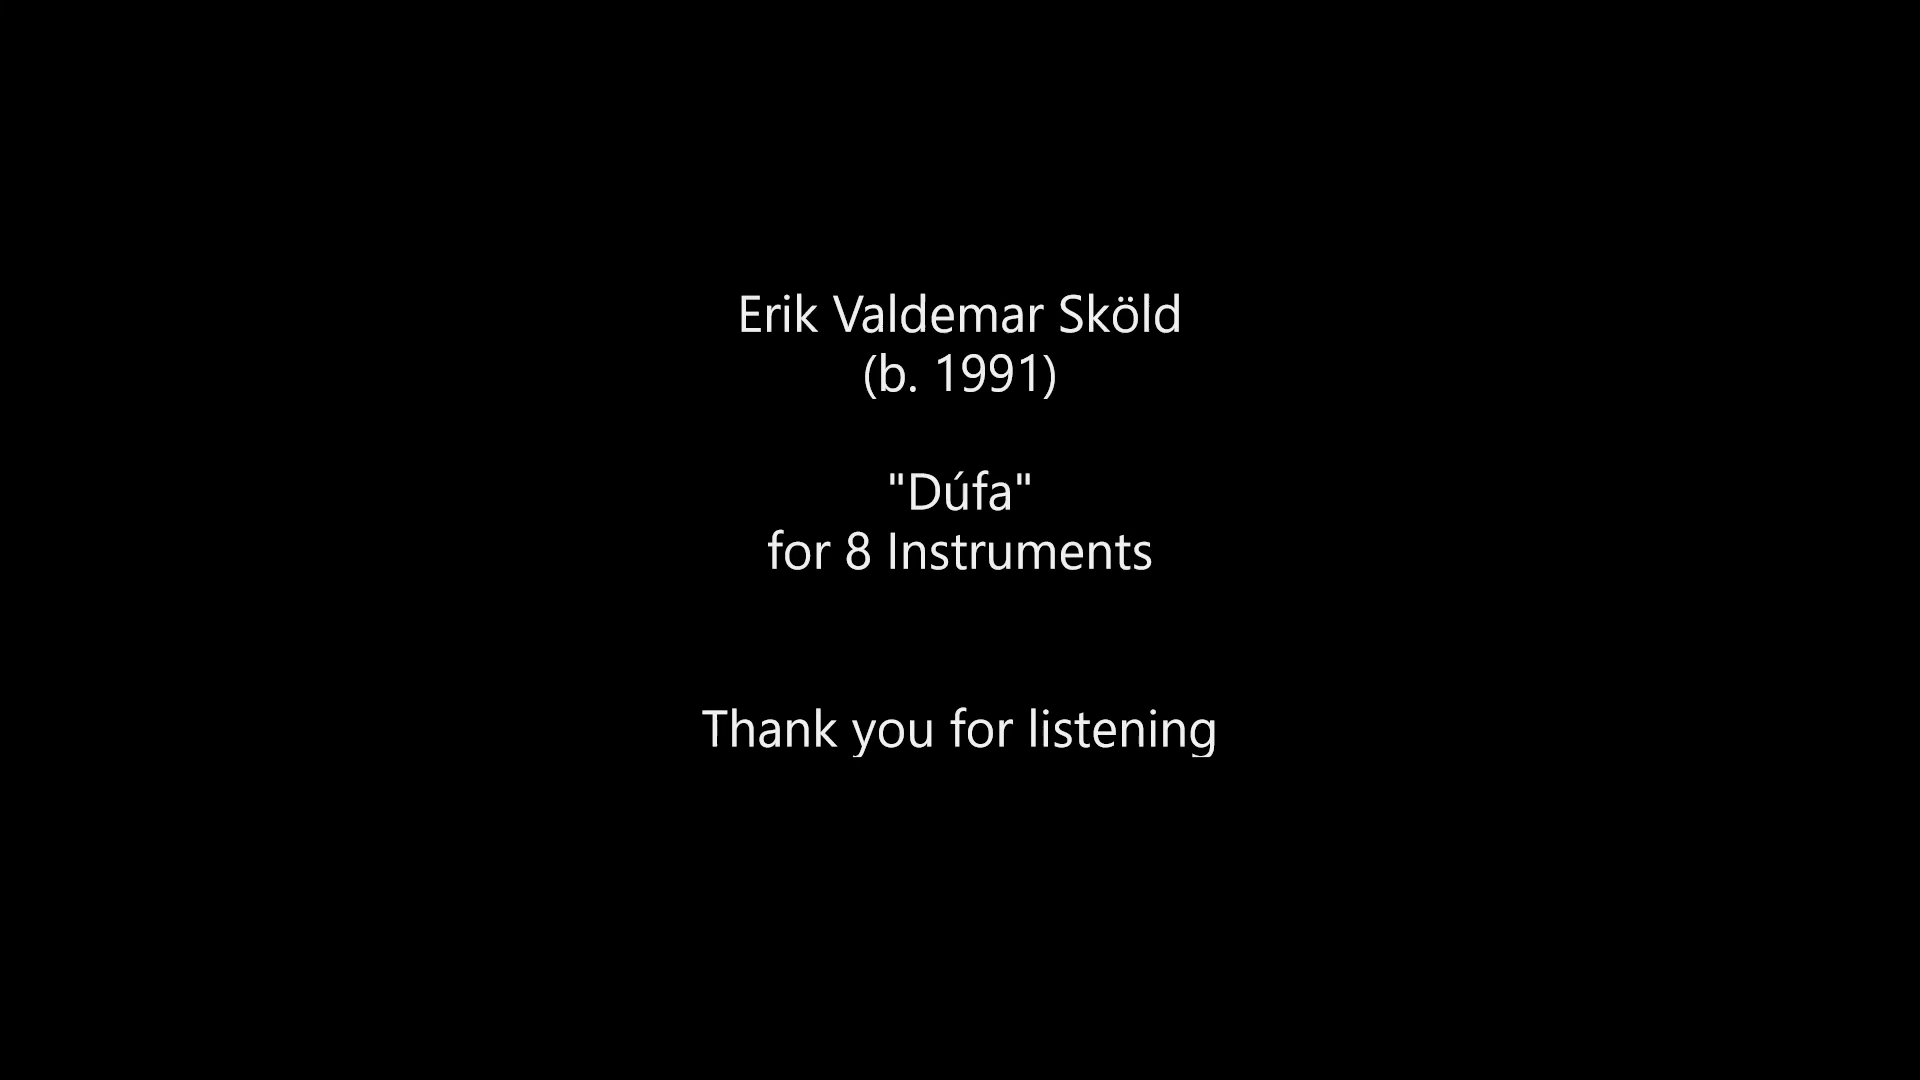 Erik Valdemar Sköld
(b. 1991)
"Dúfa"
for 8 Instruments
Thank you for listening